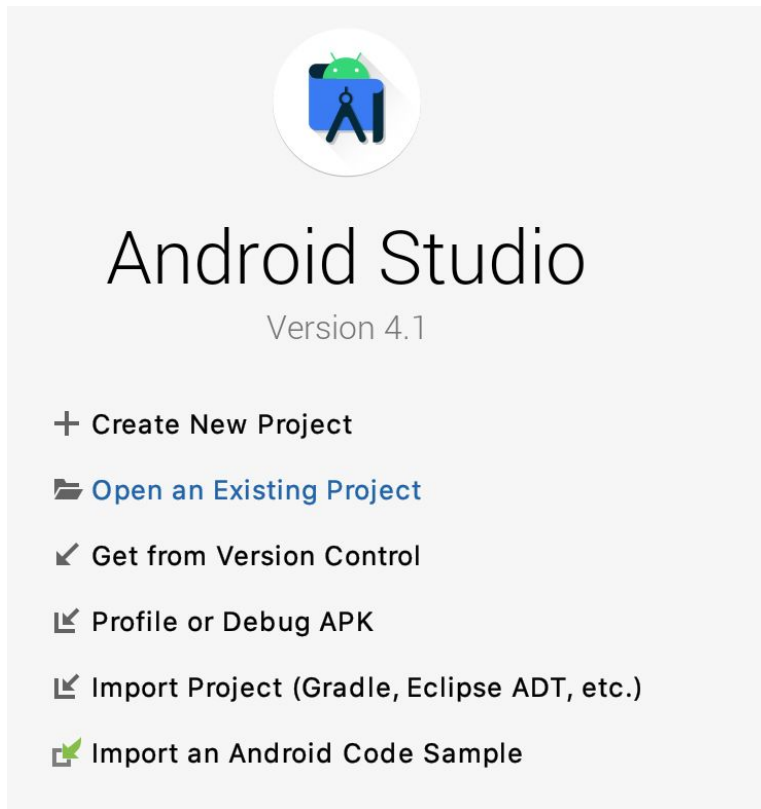 Android Studio
Version 4.1
Create New Project
Open an Existing Project
Get from Version Control
Profile or Debug APK
Import Project (Gradle, Eclipse ADT, etc.)
Import an Android Code Sample